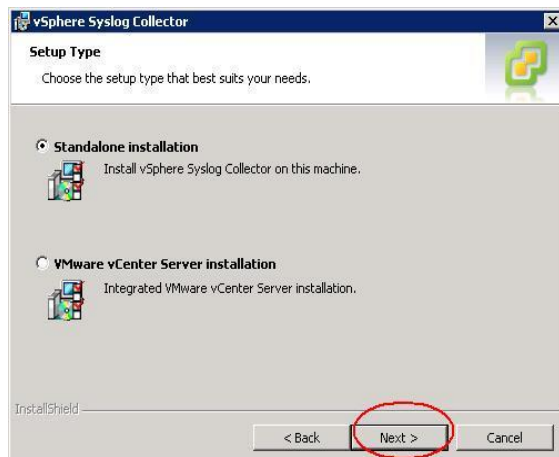 vSphere Syslog Collector
Setup Type
Choose the setup type that best suits your needs.
Standalone installation
Install vSphere Syslog Collector on this machine.
VMware vCenter Server installation
Integrated VMware vCenter Server installation.
InstallShield
< Back
Next >
Cancel